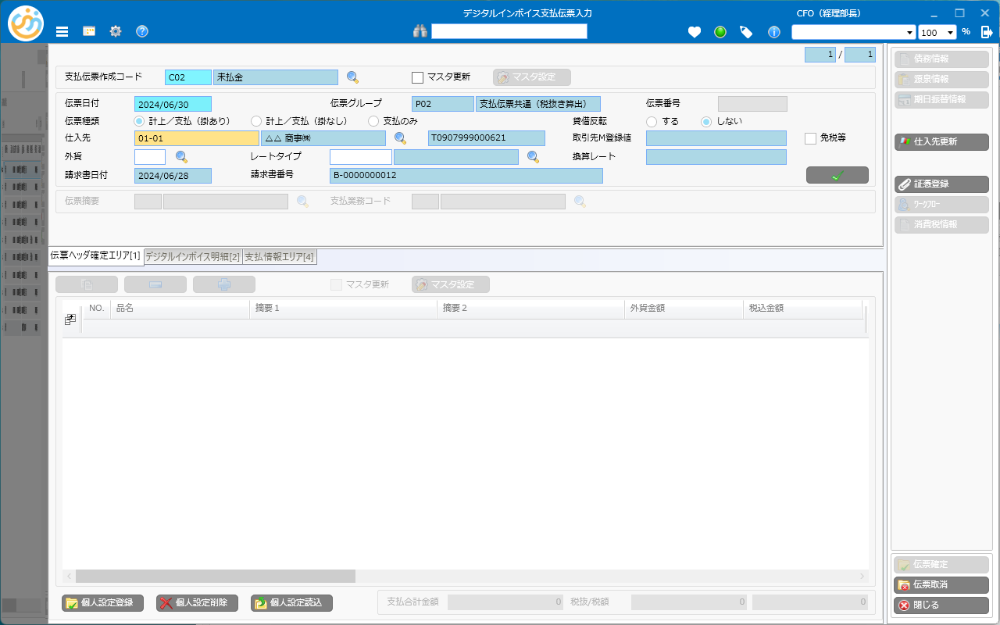 デジタルインボイス支払伝票入力
CFO（経理部長）
100 %
1 / 1
支払伝票作成コード C02 未払金 マスタ更新 マスタ設定
伝票日付 2024/06/30 伝票グループ P02 支払伝票共通（税抜き算出） 伝票番号
伝票種類 計上／支払（掛あり） 計上／支払（掛なし） 支払のみ 貸借反転 する しない
仕入先 01-01 △△ 商事㈱ T0907999000621 取引先M登録値 免税等
外貨 レートタイプ 換算レート
請求書日付 2024/06/28 請求書番号 B-0000000012
伝票摘要 支払業務コード
伝票ヘッダ確定エリア[1] デジタルインボイス明細[2] 支払情報エリア[4]
マスタ更新 マスタ設定
NO. 品名 摘要１ 摘要２ 外貨金額 税込金額
個人設定登録 個人設定削除 個人設定読込 支払合計金額 0 税抜/税額 0 0
債務情報
源泉情報
期日振替情報
仕入先更新
証憑登録
ワークフロー
消費税情報
伝票確定
伝票取消
閉じる